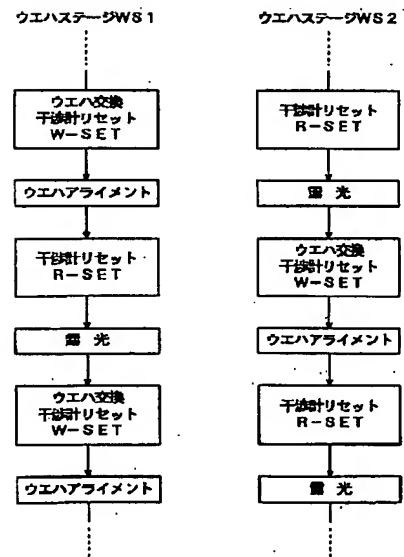 ウエハステージWS1
ウエハ交換
干渉計リセット
W-SET
ウエハアライメント
干渉計リセット
R-SET
露 光
ウエハ交換
干渉計リセット
W-SET
ウエハアライメント
ウエハステージWS2
干渉計リセット
R-SET
露 光
ウエハ交換
干渉計リセット
W-SET
ウエハアライメント
干渉計リセット
R-SET
露 光